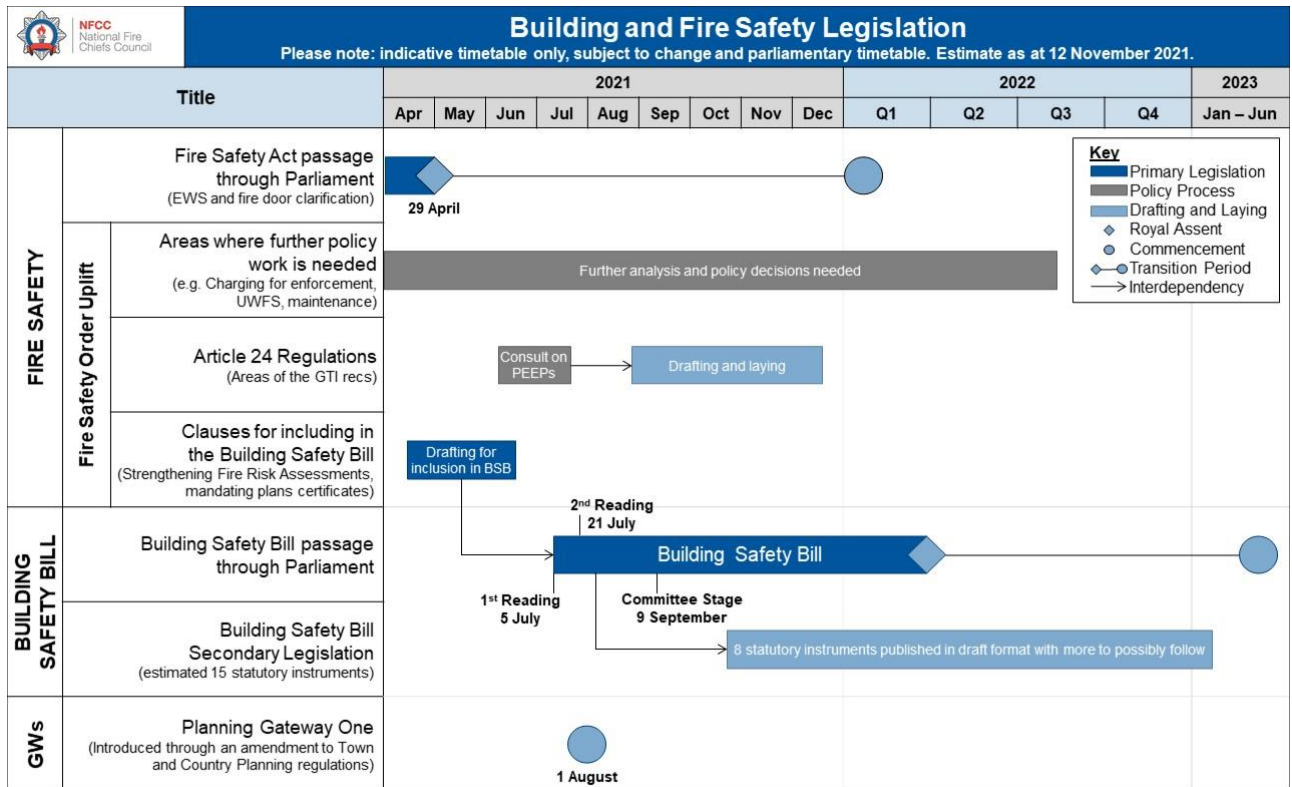 NFCC
National Fire
Chiefs Council
Building and Fire Safety Legislation
Please note: indicative timetable only, subject to change and parliamentary timetable. Estimate as at 12 November 2021.
Title
2021
2022
2023
Apr May Jun Jul Aug Sep Oct Nov Dec Q1 Q2 Q3 Q4 Jan – Jun
FIRE SAFETY
Fire Safety Act passage
through Parliament
(EWS and fire door clarification)
29 April
Key
Primary Legislation
Policy Process
Drafting and Laying
Royal Assent
Commencement
Transition Period
Interdependency
Fire Safety Order Uplift
Areas where further policy
work is needed
(e.g. Charging for enforcement,
UWFS, maintenance)
Further analysis and policy decisions needed
Article 24 Regulations
(Areas of the GTI recs)
Consult on
PEEPs
Drafting and laying
Clauses for including in
the Building Safety Bill
(Strengthening Fire Risk Assessments,
mandating plans certificates)
Drafting for
inclusion in BSB
BUILDING
SAFETY BILL
Building Safety Bill passage
through Parliament
2nd Reading
21 July
Building Safety Bill
1st Reading
5 July
Committee Stage
9 September
Building Safety Bill
Secondary Legislation
(estimated 15 statutory instruments)
8 statutory instruments published in draft format with more to possibly follow
GWs
Planning Gateway One
(Introduced through an amendment to Town
and Country Planning regulations)
1 August